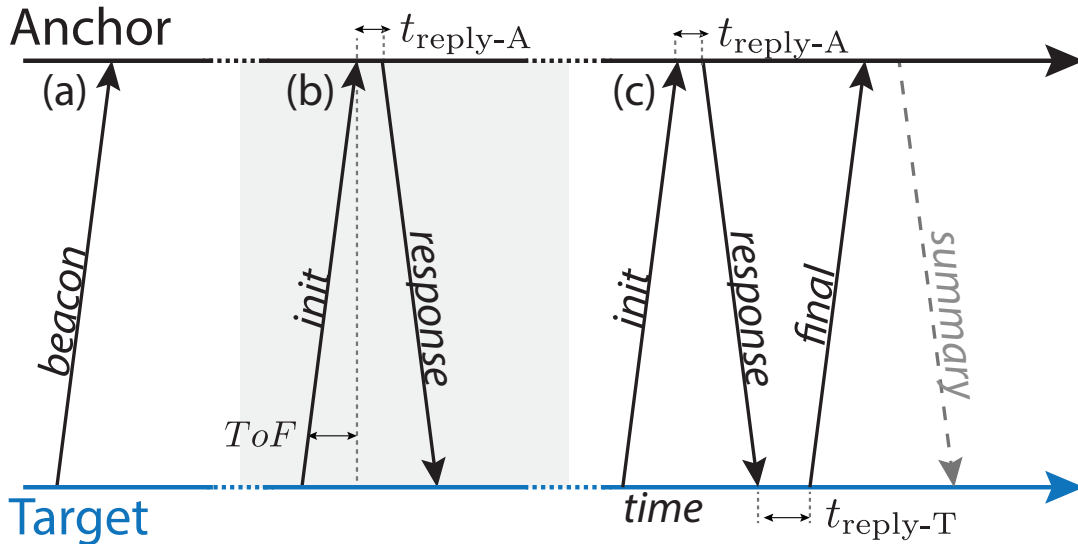 Anchor
t_reply-A
t_reply-A
(a)
(b)
(c)
beacon
init
response
init
response
final
summary
ToF
time
Target
t_reply-T